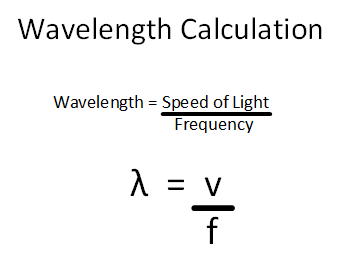 Wavelength Calculation
Wavelength = Speed of Light
Frequency
λ = v
f